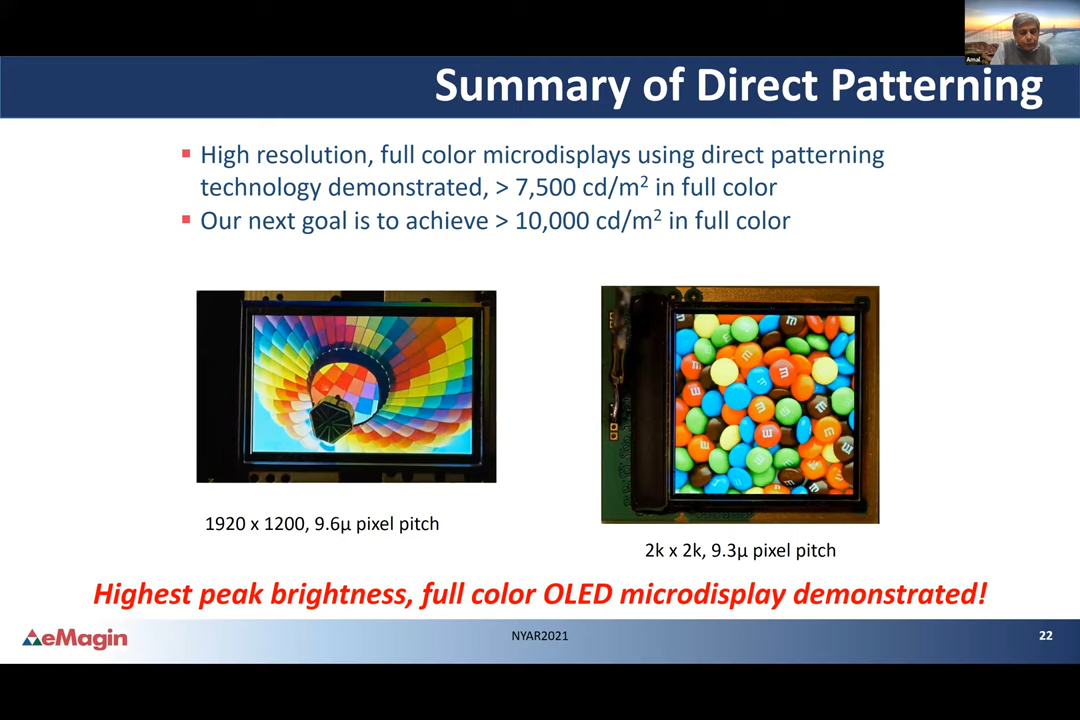 Amal
Summary of Direct Patterning
▪ High resolution, full color microdisplays using direct patterning
technology demonstrated, > 7,500 cd/m² in full color
▪ Our next goal is to achieve > 10,000 cd/m² in full color
m
m
m
m
m
m
m
m
1920 x 1200, 9.6µ pixel pitch
2k x 2k, 9.3µ pixel pitch
Highest peak brightness, full color OLED microdisplay demonstrated!
eMagin
NYAR2021
22